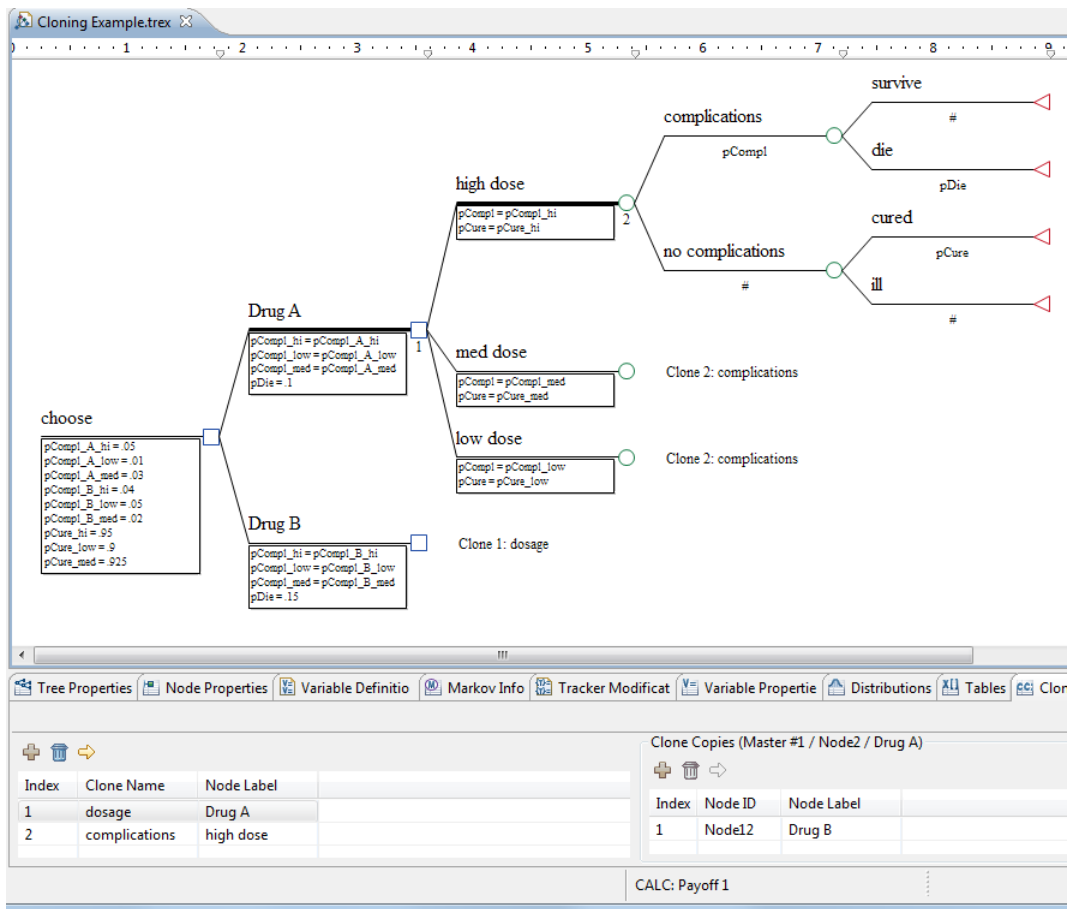 Cloning Example.trex
0 1 2 3 4 5 6 7 8 9
survive
#
complications
pCompl
die
pDie
high dose
pCompl = pCompl_hi
pCure = pCure_hi
2
cured
pCure
no complications
#
ill
#
Drug A
pCompl_hi = pCompl_A_hi
pCompl_low = pCompl_A_low
pCompl_med = pCompl_A_med
pDie = .1
1
med dose
pCompl = pCompl_med
pCure = pCure_med
Clone 2: complications
choose
pCompl_A_hi = .05
pCompl_A_low = .01
pCompl_A_med = .03
pCompl_B_hi = .04
pCompl_B_low = .05
pCompl_B_med = .02
pCure_hi = .95
pCure_low = .9
pCure_med = .925
low dose
pCompl = pCompl_low
pCure = pCure_low
Clone 2: complications
Drug B
pCompl_hi = pCompl_B_hi
pCompl_low = pCompl_B_low
pCompl_med = pCompl_B_med
pDie = .15
Clone 1: dosage
Tree Properties Node Properties Variable Definitio Markov Info Tracker Modificat Variable Propertie Distributions Tables Clon
Index Clone Name Node Label
1 dosage Drug A
2 complications high dose
Clone Copies (Master #1 / Node2 / Drug A)
Index Node ID Node Label
1 Node12 Drug B
CALC: Payoff 1